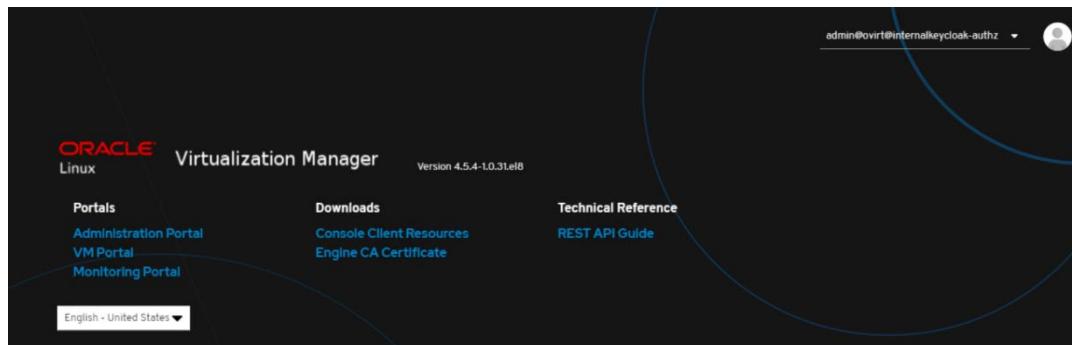 admin@ovirt@internalkeycloak-authz
ORACLE
Linux
Virtualization Manager
Version 4.5.4-1.0.31.el8
Portals
Administration Portal
VM Portal
Monitoring Portal
Downloads
Console Client Resources
Engine CA Certificate
Technical Reference
REST API Guide
English - United States